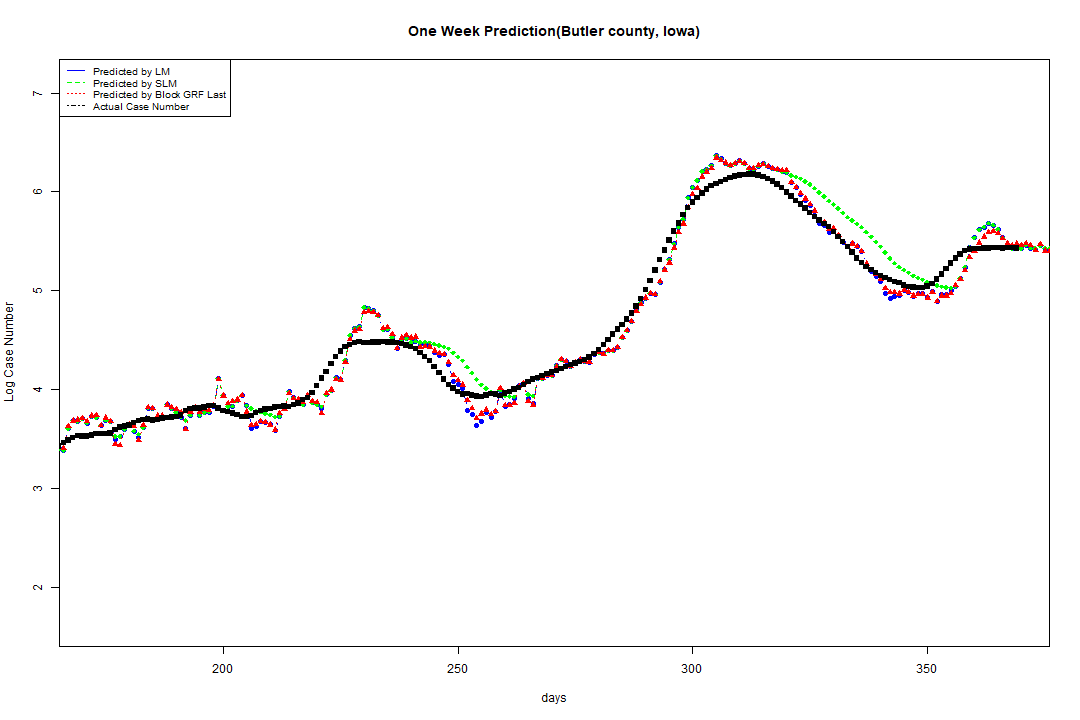 One Week Prediction(Butler county, Iowa)
Predicted by LM
Predicted by SLM
Predicted by Block GRF Last
Actual Case Number
7
6
5
4
3
2
Log Case Number
200 250 300 350
days